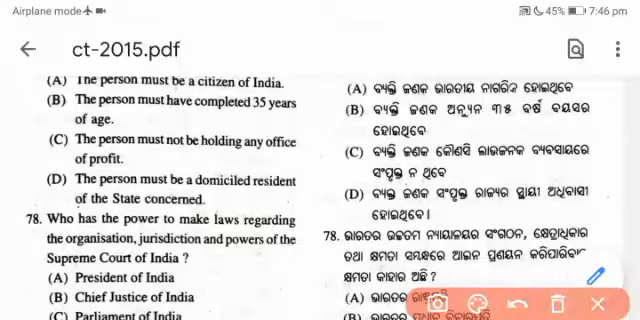 Airplane mode
45% 7:46 pm
ct-2015.pdf
(A) The person must be a citizen of India.
(B) The person must have completed 35 years
of age.
(C) The person must not be holding any office
of profit.
(D) The person must be a domiciled resident
of the State concerned.
78. Who has the power to make laws regarding
the organisation, jurisdiction and powers of the
Supreme Court of India ?
(A) President of India
(B) Chief Justice of India
(C) Parliament of India
(A) ବ୍ୟକ୍ତି ଜଣକ ଭାରତୀୟ ନାଗରିକ ହୋଇଥିବେ
(B) ବ୍ୟକ୍ତି ଜଣକ ଅନ୍ୟୁନ ୩୫ ବର୍ଷ ବୟସର
ହୋଇଥିବେ
(C) ବ୍ୟକ୍ତି ଜଣକ କୌଣସି ଲାଭଜନକ ବ୍ୟବସାୟରେ
ସଂପୃକ୍ତ ନ ଥିବେ
(D) ବ୍ୟକ୍ତି ଜଣକ ସଂପୃକ୍ତ ରାଜ୍ୟର ସ୍ଥାୟୀ ଅଧିବାସୀ
ହୋଇଥିବେ।
78. ଭାରତର ଉଚ୍ଚତମ ନ୍ୟାୟାଳୟର ସଂଗଠନ, କ୍ଷେତ୍ରାଧିକାର
ତଥା କ୍ଷମତା ସମ୍ବନ୍ଧରେ ଆଇନ ପ୍ରଣୟନ
କ୍ଷମତା କାହାର ଅଛି ?
(A) ଭାରତର
(B) ଭାରତର